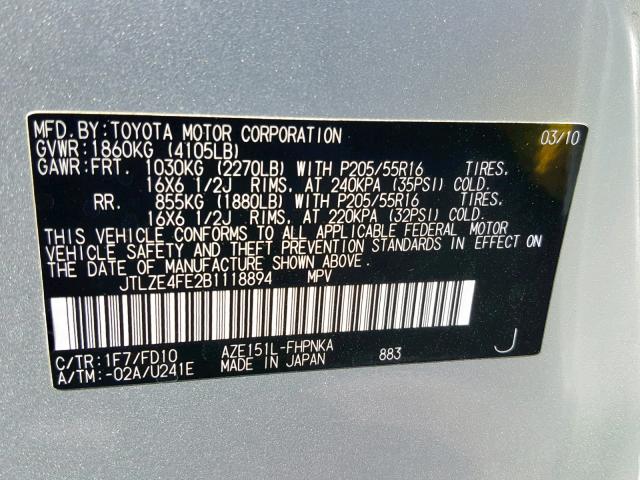 MFD.BY:TOYOTA MOTOR CORPORATION 03/10
GVWR:1860KG (4105LB)
GAWR:FRT. 1030KG (2270LB) WITH P205/55R16 TIRES.
16X6 1/2J RIMS. AT 240KPA (35PSI) COLD.
RR. 855KG (1880LB) WITH P205/55R16 TIRES.
16X6 1/2J RIMS. AT 220KPA (32PSI) COLD.
THIS VEHICLE CONFORMS TO ALL APPLICABLE FEDERAL MOTOR
VEHICLE SAFETY AND THEFT PREVENTION STANDARDS IN EFFECT ON
THE DATE OF MANUFACTURE SHOWN ABOVE.
JTLZE4FE2B1118894 MPV
C/TR:1F7/FD10 AZE151L-FHPNKA J
A/TM:-02A/U241E MADE IN JAPAN 883